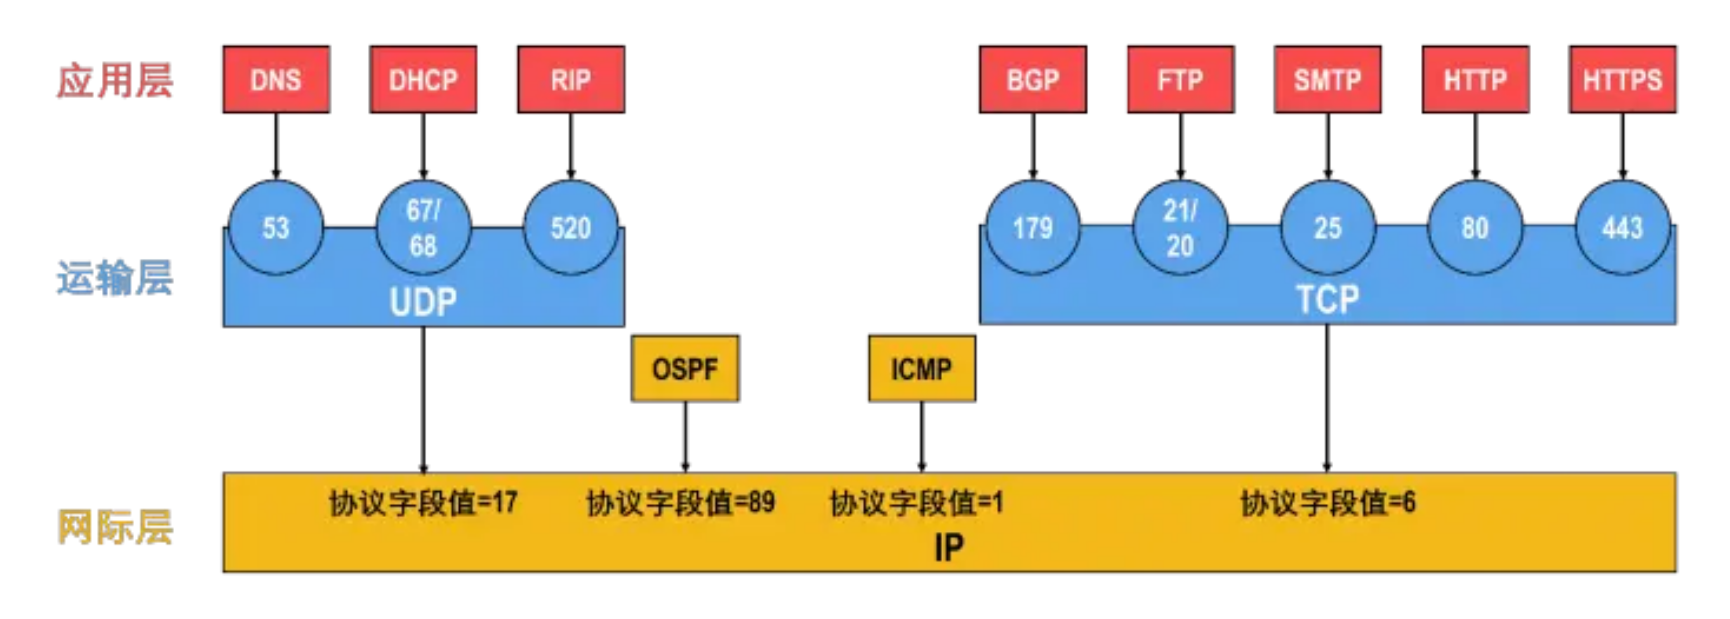 应用层
DNS
DHCP
RIP
BGP
FTP
SMTP
HTTP
HTTPS
运输层
53
67/
68
520
UDP
179
21/
20
25
80
443
TCP
OSPF
ICMP
网际层
协议字段值=17
协议字段值=89
协议字段值=1
协议字段值=6
IP